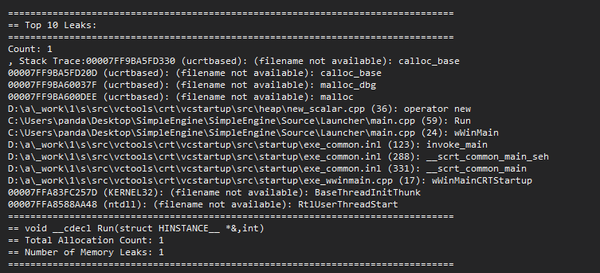 ==============================================================================
== Top 10 Leaks:
==============================================================================
Count: 1
, Stack Trace:00007FF9BA5FD330 (ucrtbased): (filename not available): calloc_base
00007FF9BA5FD20D (ucrtbased): (filename not available): calloc_base
00007FF9BA60037F (ucrtbased): (filename not available): malloc_dbg
00007FF9BA600DEE (ucrtbased): (filename not available): malloc
D:\a\_work\1\s\src\vctools\crt\vcstartup\src\heap\new_scalar.cpp (36): operator new
C:\Users\panda\Desktop\SimpleEngine\SimpleEngine\Source\Launcher\main.cpp (59): Run
C:\Users\panda\Desktop\SimpleEngine\SimpleEngine\Source\Launcher\main.cpp (24): wWinMain
D:\a\_work\1\s\src\vctools\crt\vcstartup\src\startup\exe_common.inl (123): invoke_main
D:\a\_work\1\s\src\vctools\crt\vcstartup\src\startup\exe_common.inl (288): __scrt_common_main_seh
D:\a\_work\1\s\src\vctools\crt\vcstartup\src\startup\exe_common.inl (331): __scrt_common_main
D:\a\_work\1\s\src\vctools\crt\vcstartup\src\startup\exe_wwinmain.cpp (17): wWinMainCRTStartup
00007FFA83FC257D (KERNEL32): (filename not available): BaseThreadInitThunk
00007FFA8588AA48 (ntdll): (filename not available): RtlUserThreadStart
==============================================================================
== void __cdecl Run(struct HINSTANCE__ *&,int)
== Total Allocation Count: 1
== Number of Memory Leaks: 1
==============================================================================